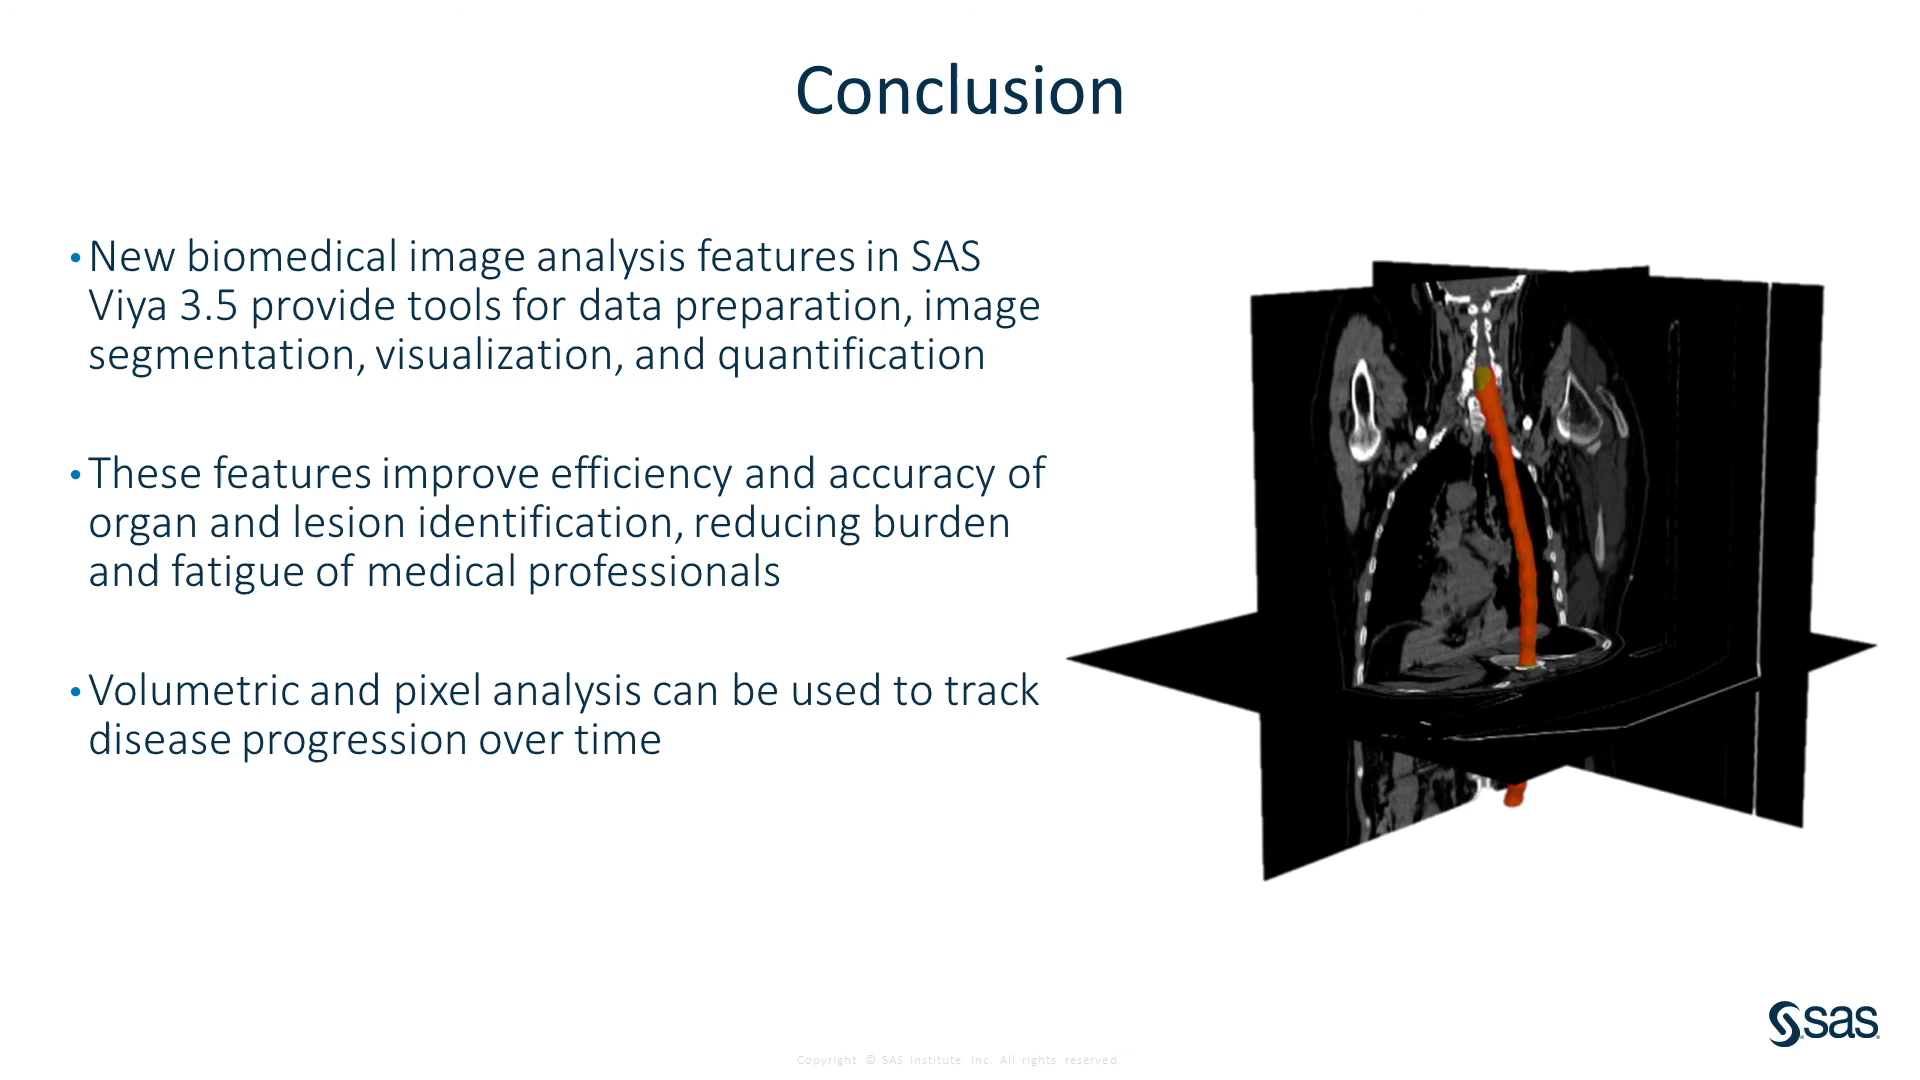 Conclusion
• New biomedical image analysis features in SAS
Viya 3.5 provide tools for data preparation, image
segmentation, visualization, and quantification
• These features improve efficiency and accuracy of
organ and lesion identification, reducing burden
and fatigue of medical professionals
• Volumetric and pixel analysis can be used to track
disease progression over time
sas
Copyright © SAS Institute Inc. All rights reserved.